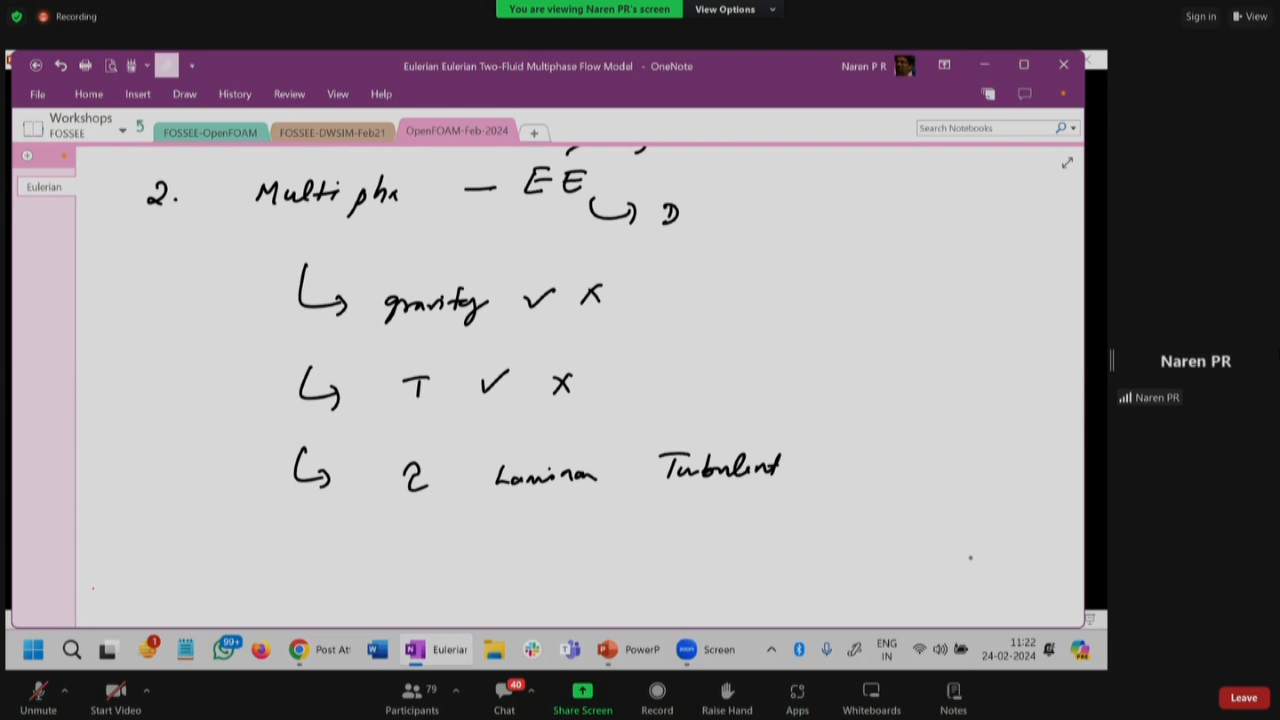 Recording
You are viewing Naren PR's screen View Options
Sign in View
Eulerian Eulerian Two-Fluid Multiphase Flow Model - OneNote
Naren P R
File Home Insert Draw History Review View Help
Workshops
FOSSEE
FOSSEE-OpenFOAM FOSSEE-DWSIM-Feb21 OpenFOAM-Feb-2024 +
Search Notebooks
Eulerian
2. Multipha — EE
D
gravity ✓ x
T ✓ x
2 Laminar Turbulent
Naren PR
Naren PR
1 99+ Post At Eulerian PowerP Screen
ENG
IN
11:22
24-02-2024
Unmute Start Video
79
40
Participants Chat Share Screen Record Raise Hand Apps Whiteboards Notes
Leave